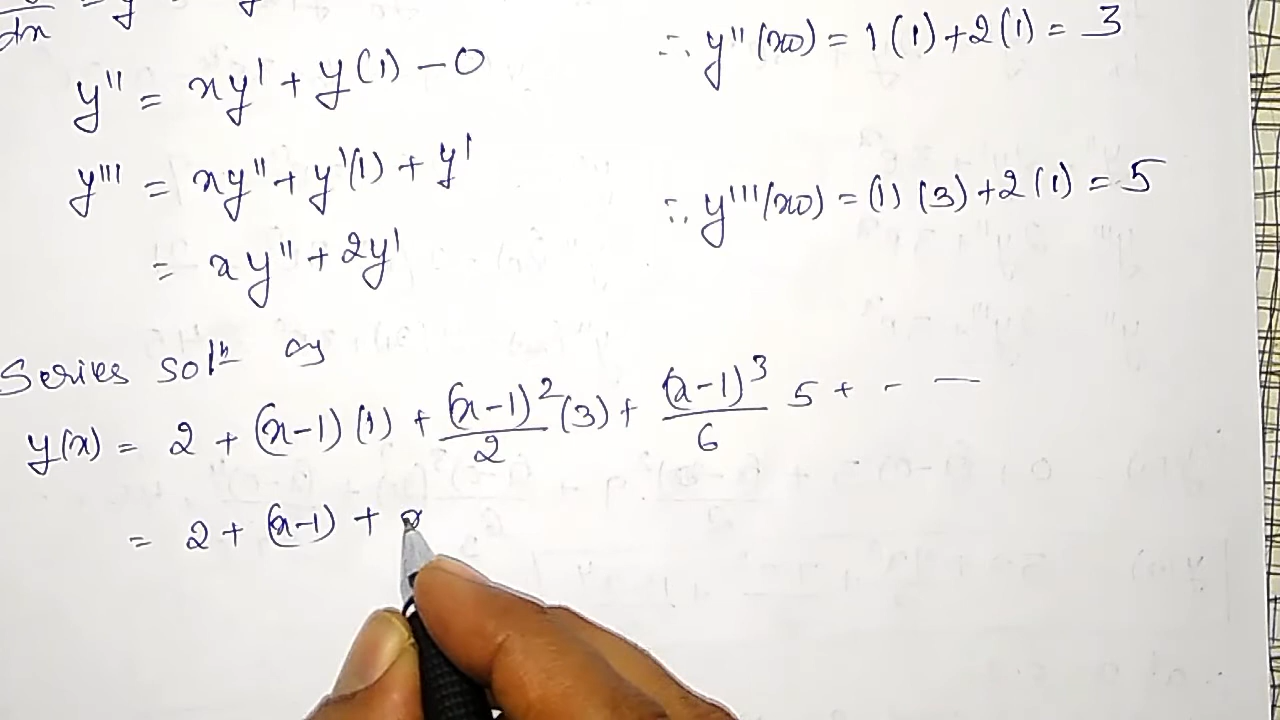 y'' = xy' + y(1) - 0
∴ y''(x0) = 1(1)+2(1) = 3
y''' = xy'' + y'(1) + y'
∴ y'''(x0) = (1)(3)+2(1) = 5
= xy'' + 2y'
Series solⁿ
y(x) = 2 + (x-1)(1) + (x-1)²/2 (3) + (x-1)³/6 5 + - —
= 2 + (x-1) +